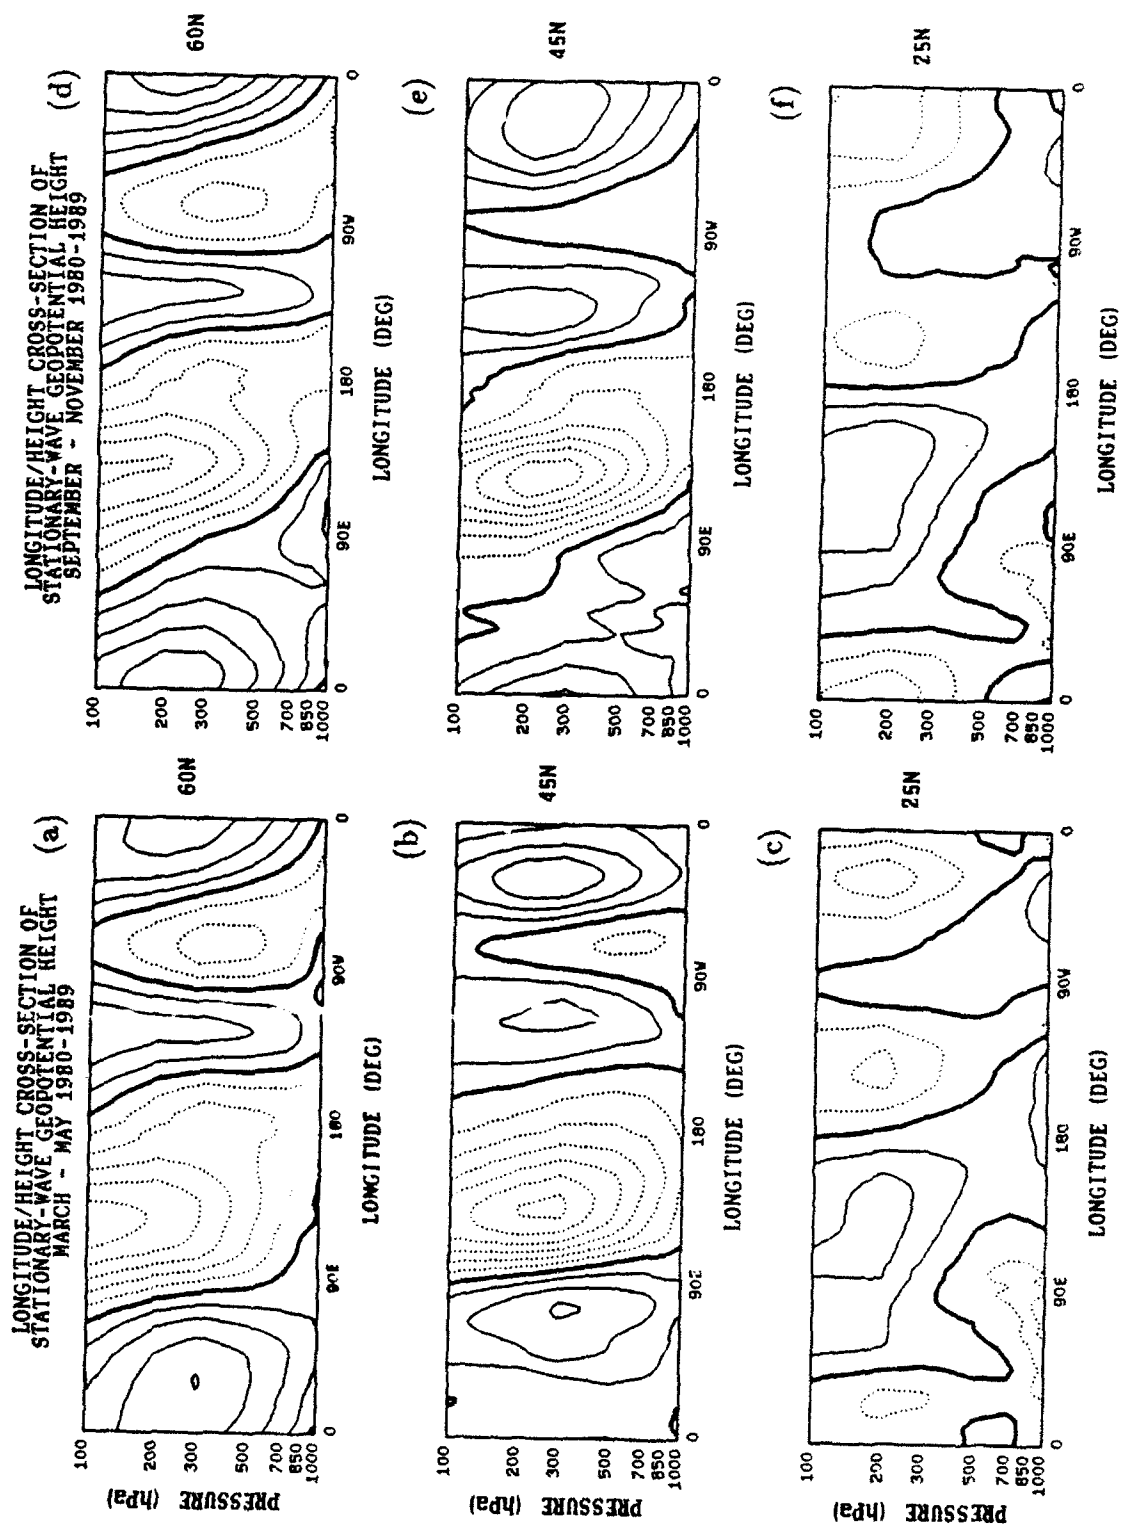 LONGITUDE/HEIGHT CROSS-SECTION OF
STATIONARY-WAVE GEOPOTENTIAL HEIGHT
MARCH - MAY 1980-1989
(a)
60N
100
200
300
500
700
850
1000
PRESSURE (hPa)
0
90E
180
90W
0
LONGITUDE (DEG)
(b)
45N
100
200
300
500
700
850
1000
PRESSURE (hPa)
0
90E
180
90W
0
LONGITUDE (DEG)
(c)
25N
100
200
300
500
700
850
1000
PRESSURE (hPa)
0
90E
180
90W
0
LONGITUDE (DEG)
LONGITUDE/HEIGHT CROSS-SECTION OF
STATIONARY-WAVE GEOPOTENTIAL HEIGHT
SEPTEMBER - NOVEMBER 1980-1989
(d)
60N
100
200
300
500
700
850
1000
0
90E
180
90W
0
LONGITUDE (DEG)
(e)
45N
100
200
300
500
700
850
1000
0
90E
180
90W
0
LONGITUDE (DEG)
(f)
25N
100
200
300
500
700
850
1000
0
90E
180
90W
0
LONGITUDE (DEG)